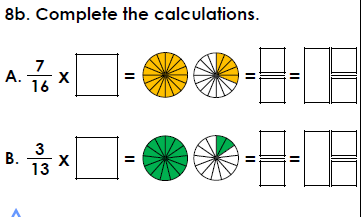 8b. Complete the calculations.
A. 7/16 x = = =
B. 3/13 x = = =